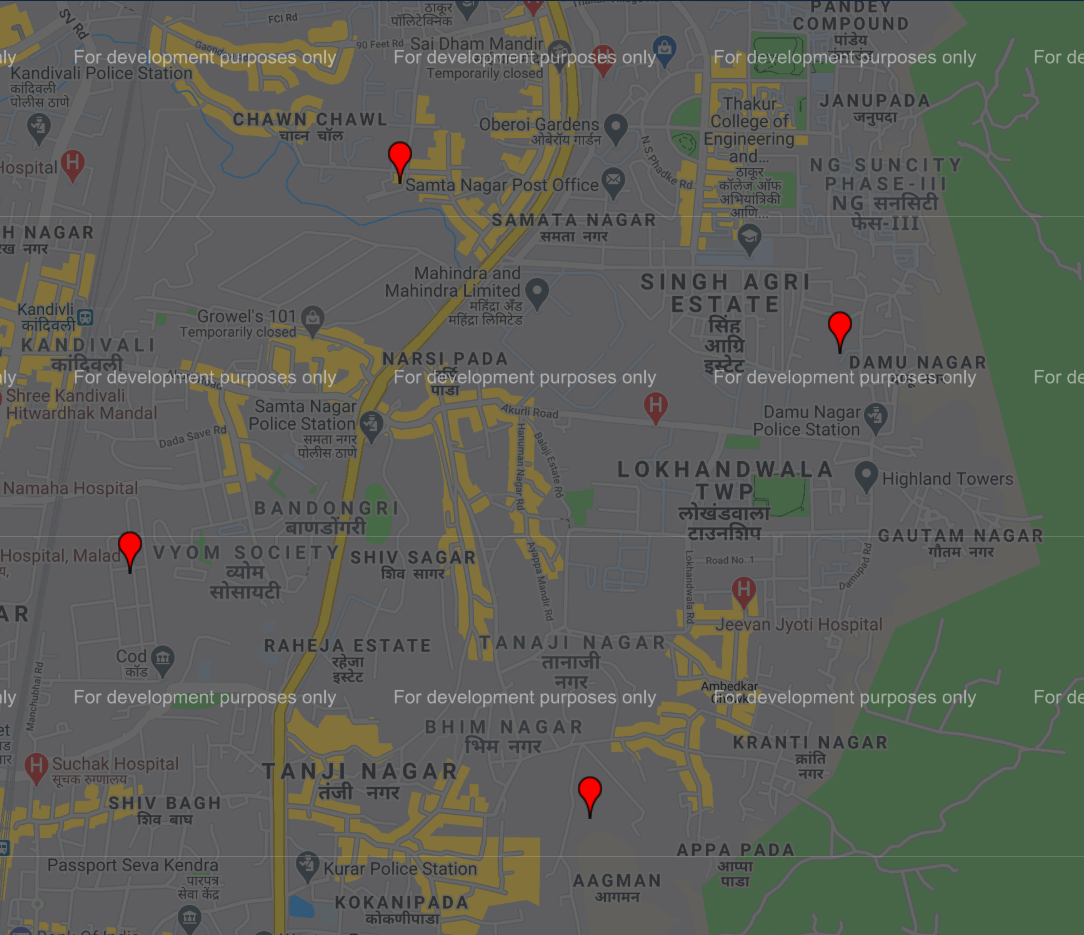 PANDEY
COMPOUND
पांडेय
ठाकूर
पॉलिटेक्निक
FCI Rd
SV Rd
90 Feet Rd
Sai Dham Mandir
Temporarily closed
For development purposes only
For development purposes only
For development purposes only
For de
Kandivali Police Station
कांदिवली
पोलीस ठाणे
CHAWN CHAWL
चाव्न चॉल
Oberoi Gardens
ओबेरॉय गार्डन
Thakur
College of
Engineering
and...
ठाकूर
कॉलेज ऑफ
अभियांत्रिकी
आणि...
JANUPADA
जनुपदा
N.S Phadke Rd
Hospital
H
Samta Nagar Post Office
NG SUNCITY
PHASE-III
NG सनसिटी
फेस-III
SAMATA NAGAR
समता नगर
H NAGAR
रख नगर
Mahindra and
Mahindra Limited
महिंद्रा अँड
महिंद्रा लिमिटेड
SINGH AGRI
ESTATE
सिंह
आग्रि
इस्टेट
Kandivli
कांदिवली
Growel's 101
Temporarily closed
KANDIVALI
कांदिवली
NARSI PADA
पाडा
DAMU NAGAR
For development purposes only
For development purposes only
For development purposes only
For de
Shree Kandivali
Hitwardhak Mandal
Samta Nagar
Police Station
समता नगर
पोलीस ठाणे
Akurli Road
H
Damu Nagar
Police Station
Dada Save Rd
Hanuman Nagar Rd
Balaji Estate Rd
LOKHANDWALA
TWP
लोखंडवाला
टाउनशिप
Highland Towers
Namaha Hospital
BANDONGRI
बाणडोंगरी
GAUTAM NAGAR
गौतम नगर
Hospital, Malad
VYOM SOCIETY
व्योम
सोसायटी
SHIV SAGAR
शिव सागर
Ayappa Mandir Rd
Road No. 1
Lokhandwala Rd
Damupad Rd
H
Jeevan Jyoti Hospital
AR
RAHEJA ESTATE
रहेजा
इस्टेट
TANAJI NAGAR
तानाजी
नगर
Cod
कॉड
Manchubhai Rd
Ambedkar
For development purposes only
For development purposes only
For development purposes only
For de
BHIM NAGAR
भिम नगर
KRANTI NAGAR
क्रांति
नगर
H
Suchak Hospital
सूचक रुग्णालय
TANJI NAGAR
तंजी नगर
SHIV BAGH
शिव बाघ
APPA PADA
आप्पा
पाडा
Passport Seva Kendra
पारपत्र
सेवा केंद्र
Kurar Police Station
AAGMAN
आगमन
KOKANIPADA
कोकणीपाडा